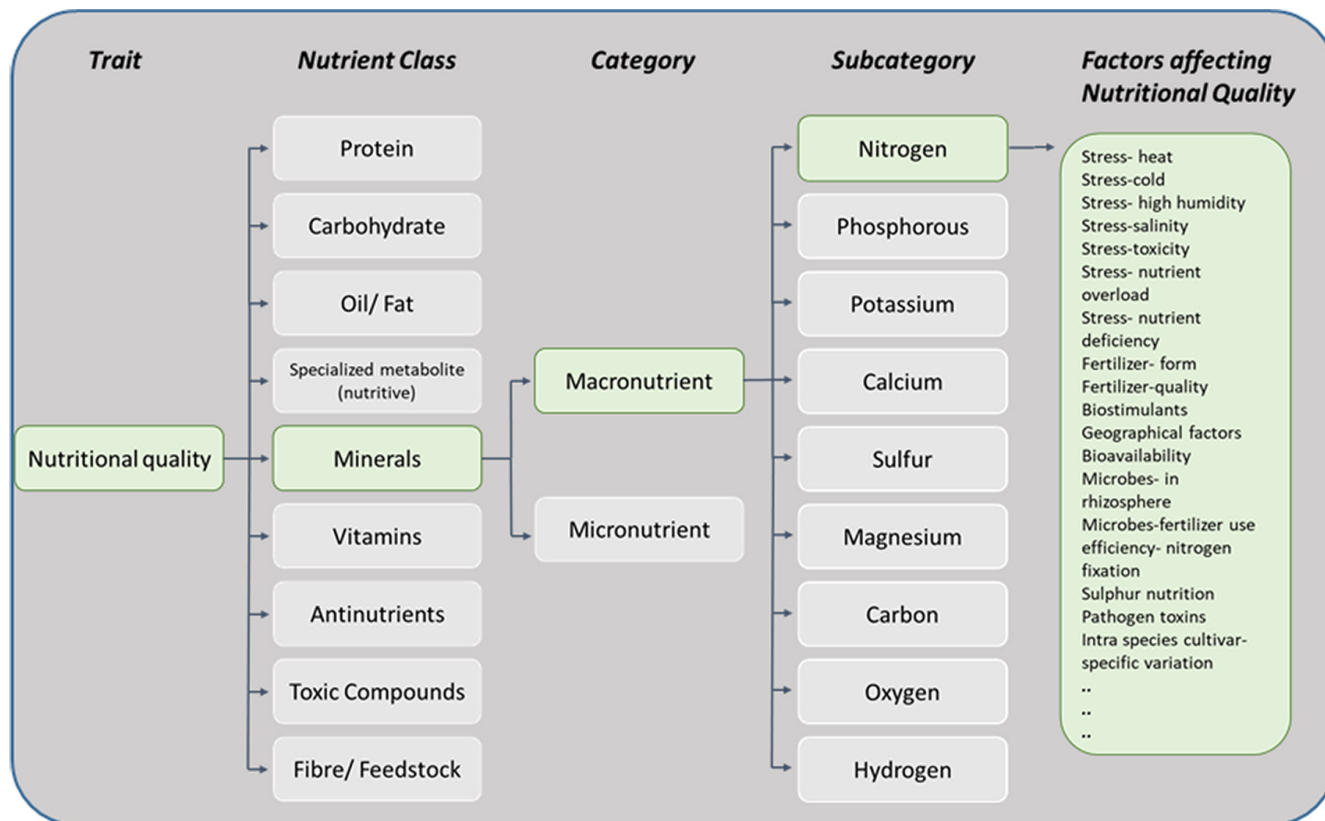 Trait
Nutrient Class
Category
Subcategory
Factors affecting
Nutritional Quality
Nutritional quality
Protein
Carbohydrate
Oil/ Fat
Specialized metabolite
(nutritive)
Minerals
Vitamins
Antinutrients
Toxic Compounds
Fibre/ Feedstock
Macronutrient
Micronutrient
Nitrogen
Phosphorous
Potassium
Calcium
Sulfur
Magnesium
Carbon
Oxygen
Hydrogen
Stress- heat
Stress-cold
Stress- high humidity
Stress-salinity
Stress-toxicity
Stress- nutrient
overload
Stress- nutrient
deficiency
Fertilizer- form
Fertilizer-quality
Biostimulants
Geographical factors
Bioavailability
Microbes- in
rhizosphere
Microbes-fertilizer use
efficiency- nitrogen
fixation
Sulphur nutrition
Pathogen toxins
Intra species cultivar-
specific variation
..
..
..